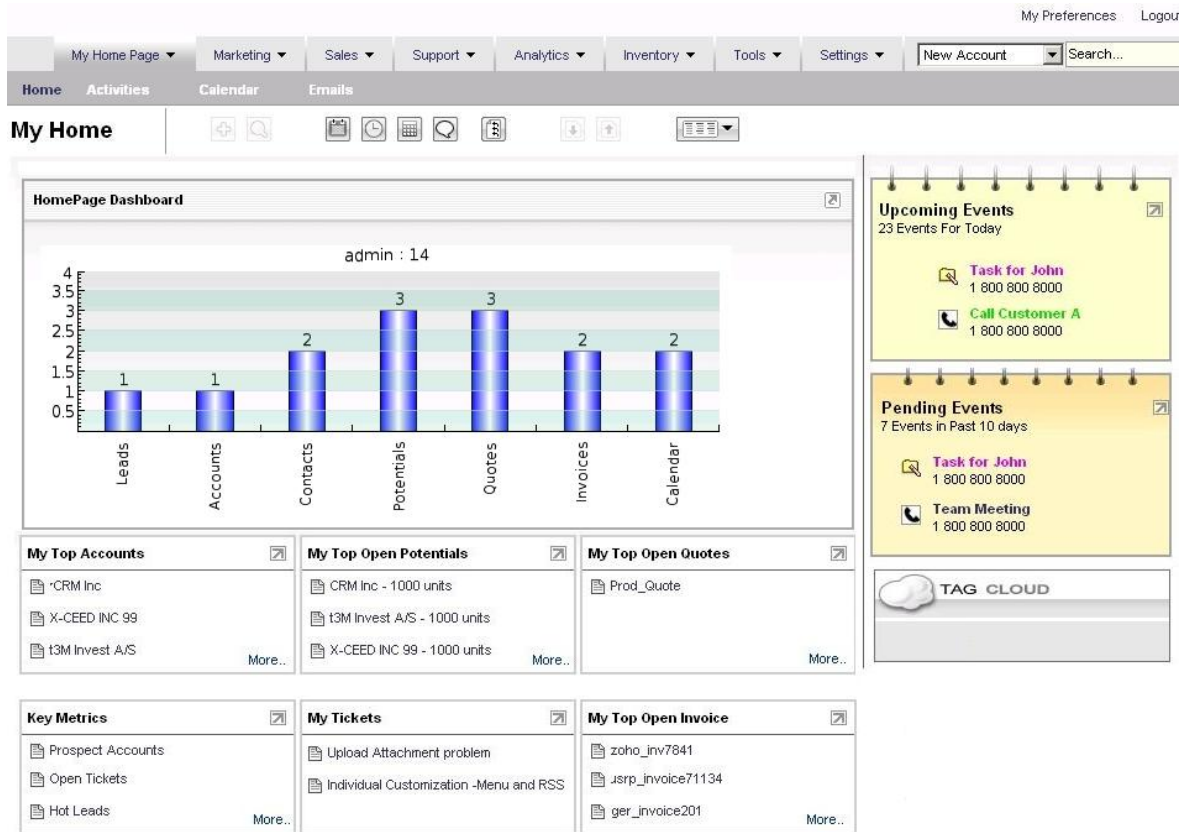 My Preferences Logout
My Home Page Marketing Sales Support Analytics Inventory Tools Settings New Account Search...
Home Activities Calendar Emails
My Home
HomePage Dashboard
admin : 14
4
3.5
3
2.5
2
1.5
1
0.5
1 1 2 3 3 2 2
Leads Accounts Contacts Potentials Quotes Invoices Calendar
Upcoming Events
23 Events For Today
Task for John
1 800 800 8000
Call Customer A
1 800 800 8000
Pending Events
7 Events in Past 10 days
Task for John
1 800 800 8000
Team Meeting
1 800 800 8000
TAG CLOUD
My Top Accounts
CRM Inc
X-CEED INC 99
t3M Invest A/S
More..
My Top Open Potentials
CRM Inc - 1000 units
t3M Invest A/S - 1000 units
X-CEED INC 99 - 1000 units
More..
My Top Open Quotes
Prod_Quote
More..
Key Metrics
Prospect Accounts
Open Tickets
Hot Leads
More..
My Tickets
Upload Attachment problem
Individual Customization -Menu and RSS
My Top Open Invoice
zoho_inv7841
usrp_invoice71134
ger_invoice201
More..